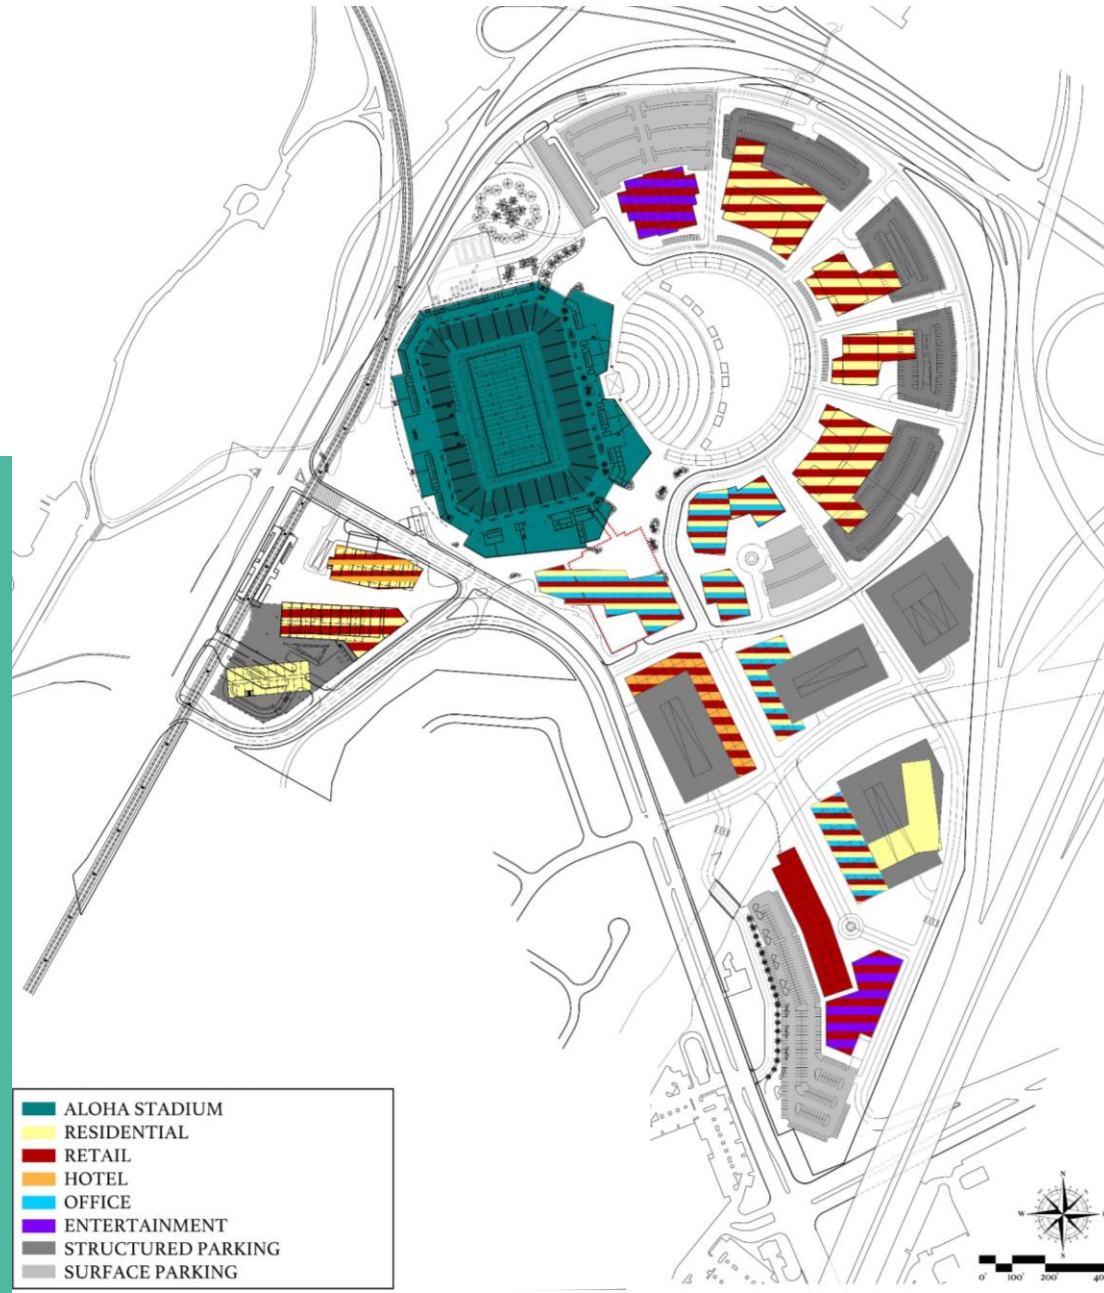 ALOHA STADIUM
RESIDENTIAL
RETAIL
HOTEL
OFFICE
ENTERTAINMENT
STRUCTURED PARKING
SURFACE PARKING
N
W
N
0' 100' 200'